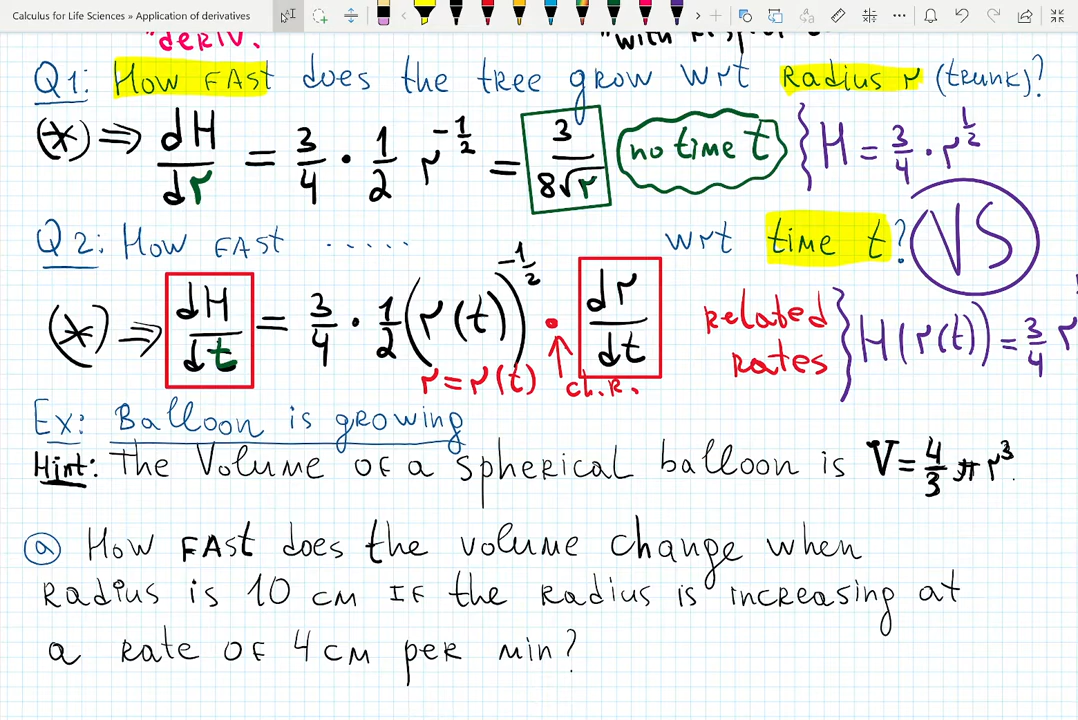 Calculus for Life Sciences » Application of derivatives
"deriv. "with
Q1: How FAst does the tree grow wrt Radius r (trunk)?
(*) ⇒ dH/dr = 3/4 · 1/2 r^(-1/2) = 3/(8√r) no time t } H = 3/4 · r^(1/2)
Q2: How FAst ...... wrt time t? VS
(*) ⇒ dH/dt = 3/4 · 1/2 (r(t))^(-1/2) · dr/dt Related Rates } H(r(t)) = 3/4 r
r = r(t) ↑ ch.R.
Ex: Balloon is growing
Hint: The Volume of a spherical balloon is V = 4/3 π r³.
ⓐ How FAst does the volume change when
Radius is 10 cm IF the Radius is increasing at
a Rate of 4 cm per min?